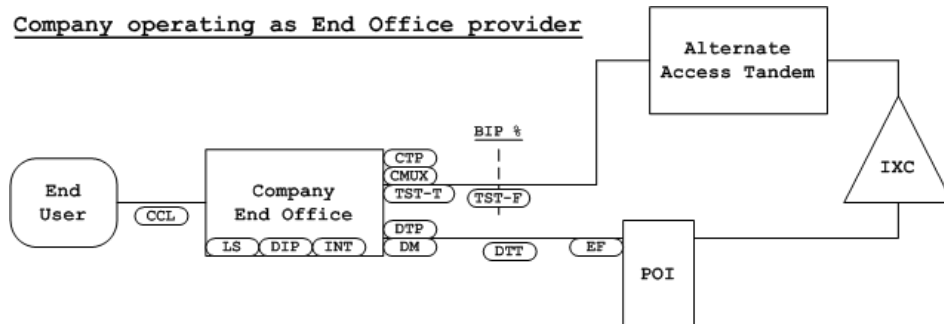 Company operating as End Office provider
Alternate
Access Tandem
BIP %
IXC
End
User
CCL
Company
End Office
CTP
CMUX
TST-T
TST-F
LS
DIP
INT
DTP
DM
DTT
EF
POI